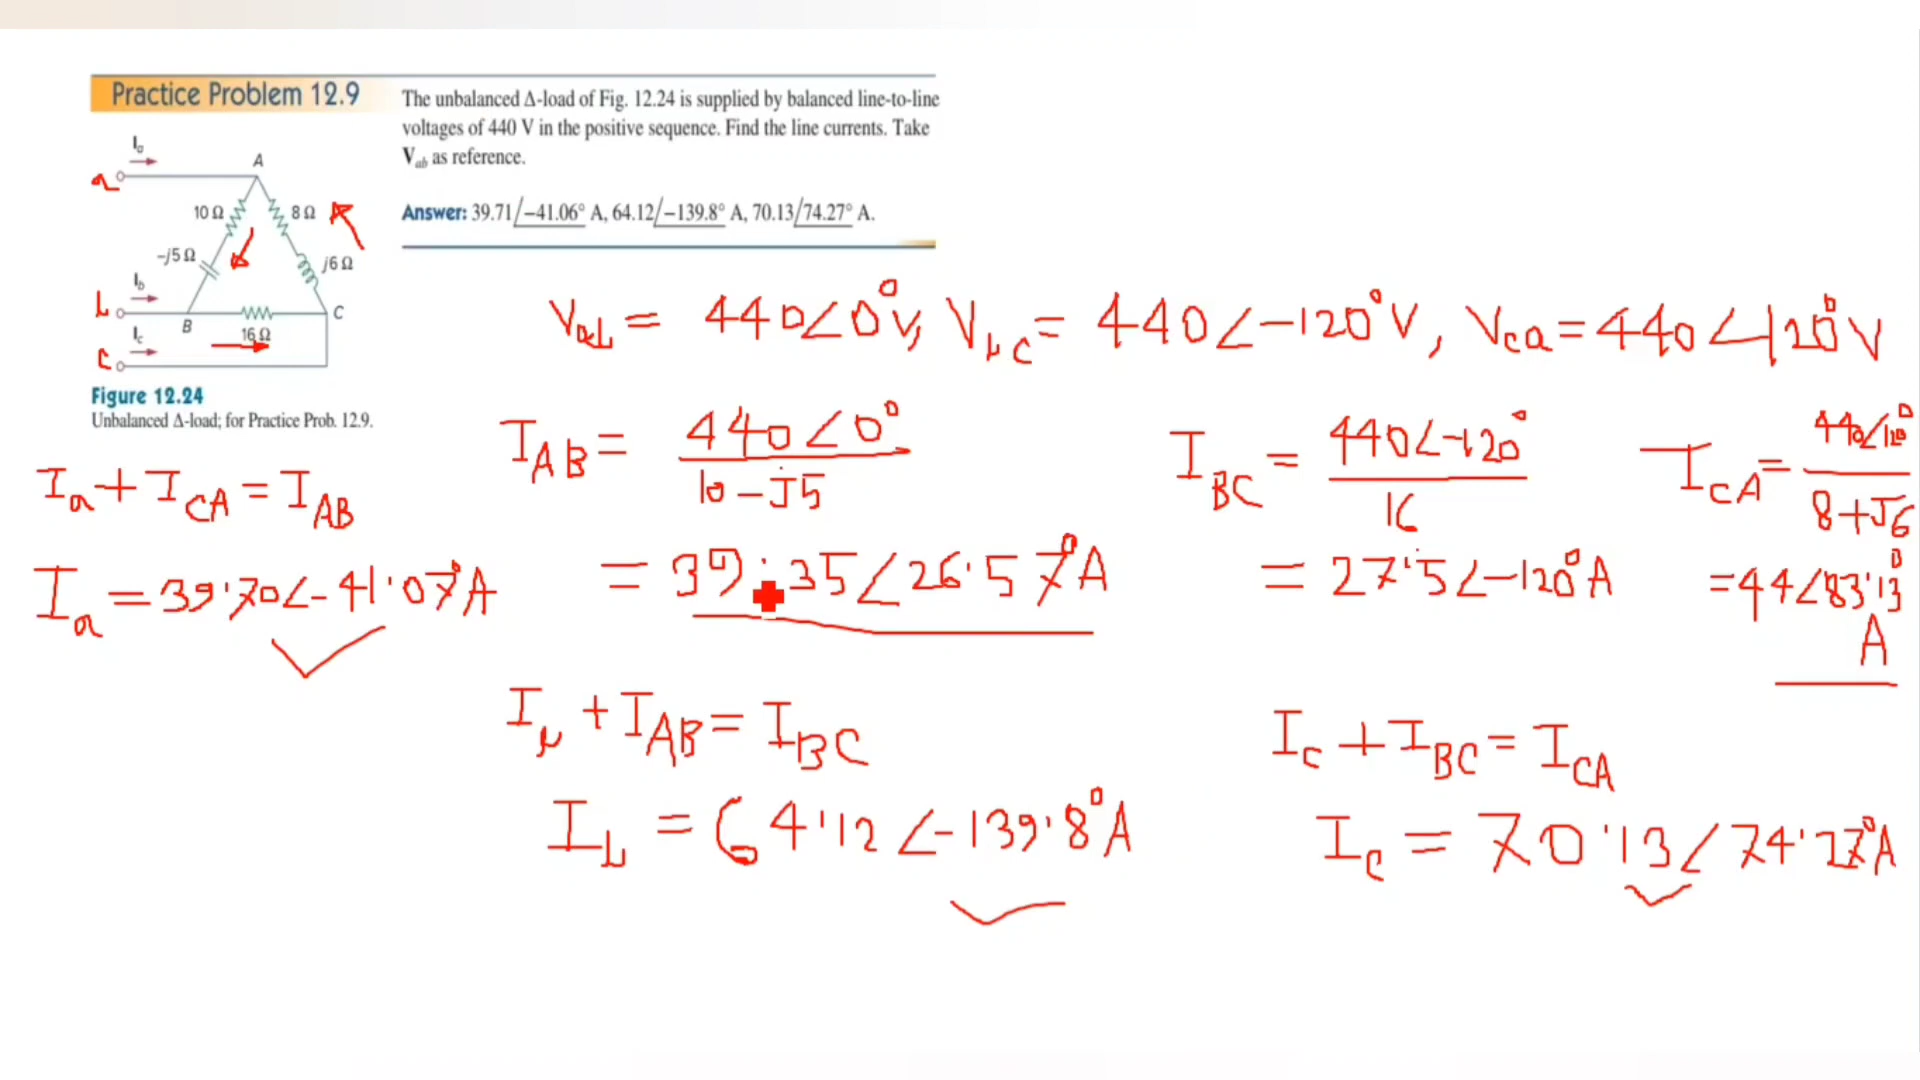 Practice Problem 12.9
The unbalanced Δ-load of Fig. 12.24 is supplied by balanced line-to-line
voltages of 440 V in the positive sequence. Find the line currents. Take
V_ab as reference.
Answer: 39.71/−41.06° A, 64.12/−139.8° A, 70.13/74.27° A.
I_a
a
A
10 Ω
8 Ω
−j5 Ω
j6 Ω
I_b
b
B
C
16 Ω
I_c
c
Figure 12.24
Unbalanced Δ-load; for Practice Prob. 12.9.
V_ab = 440∠0° V, V_bc = 440∠-120° V, V_ca = 440∠120° V
I_AB = 440∠0° / 10-J5
I_BC = 440∠-120° / 16
I_CA = 440∠120° / 8+J6
I_a + I_CA = I_AB
= 39.35∠26.57° A
= 27.5∠-120° A
= 44∠83.13° A
I_a = 39.70∠-41.07° A
I_b + I_AB = I_BC
I_c + I_BC = I_CA
I_b = 64.12∠-139.8° A
I_c = 70.13∠74.27° A